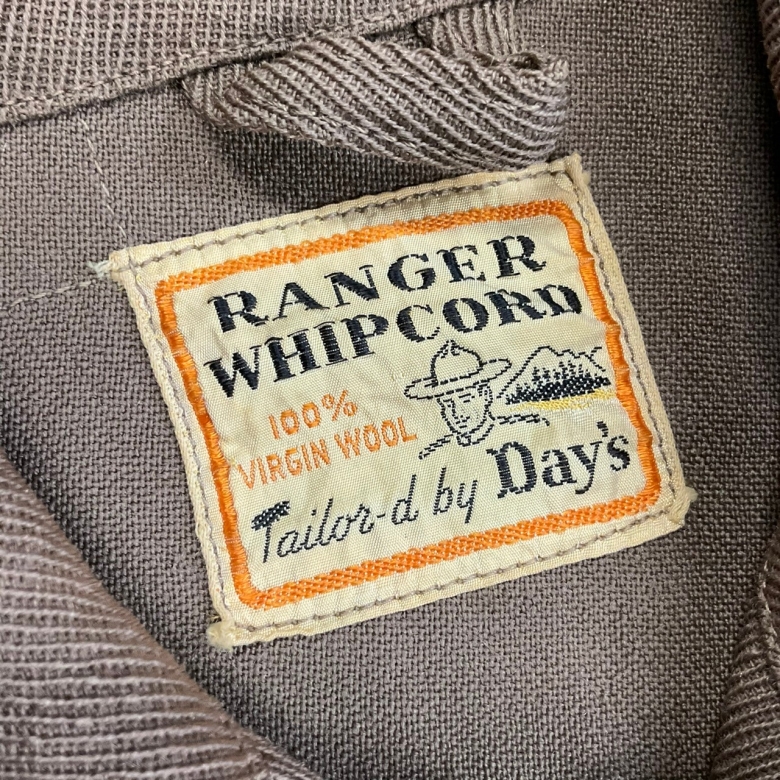 RANGER
WHIPCORD
100%
VIRGIN WOOL
Tailor-d by Day's